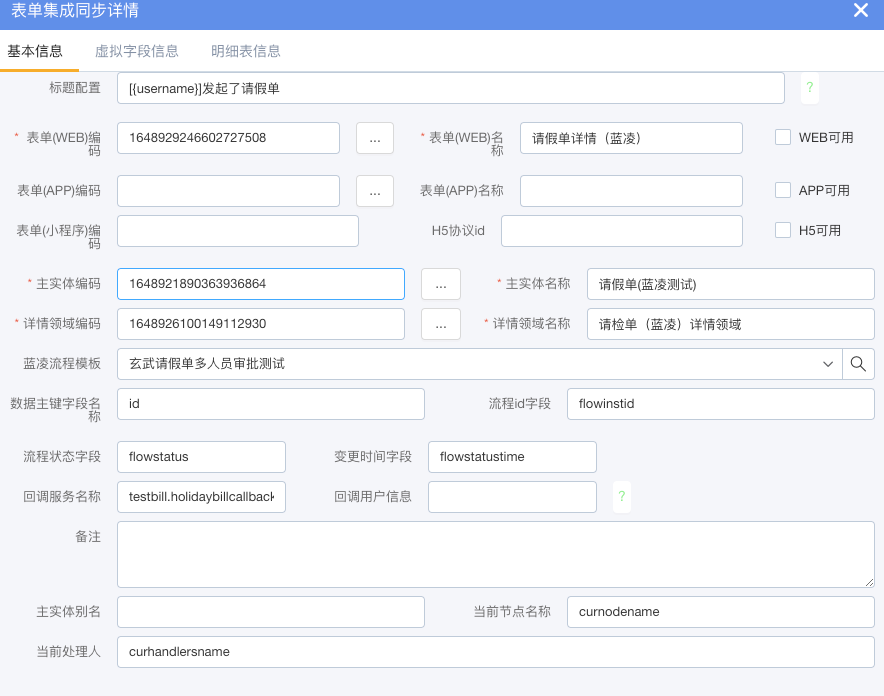 表单集成同步详情
基本信息 虚拟字段信息 明细表信息
标题配置 [{username}]发起了请假单 ?
* 表单(WEB)编码 1648929246602727508 ... * 表单(WEB)名称 请假单详情（蓝凌） WEB可用
表单(APP)编码 ... 表单(APP)名称 APP可用
表单(小程序)编码 H5协议id H5可用
* 主实体编码 1648921890363936864 ... * 主实体名称 请假单(蓝凌测试)
* 详情领域编码 1648926100149112930 ... * 详情领域名称 请检单（蓝凌）详情领域
蓝凌流程模板 玄武请假单多人员审批测试
数据主键字段名称 id 流程id字段 flowinstid
流程状态字段 flowstatus 变更时间字段 flowstatustime
回调服务名称 testbill.holidaybillcallback 回调用户信息 ?
备注
主实体别名 当前节点名称 curnodename
当前处理人 curhandlersname